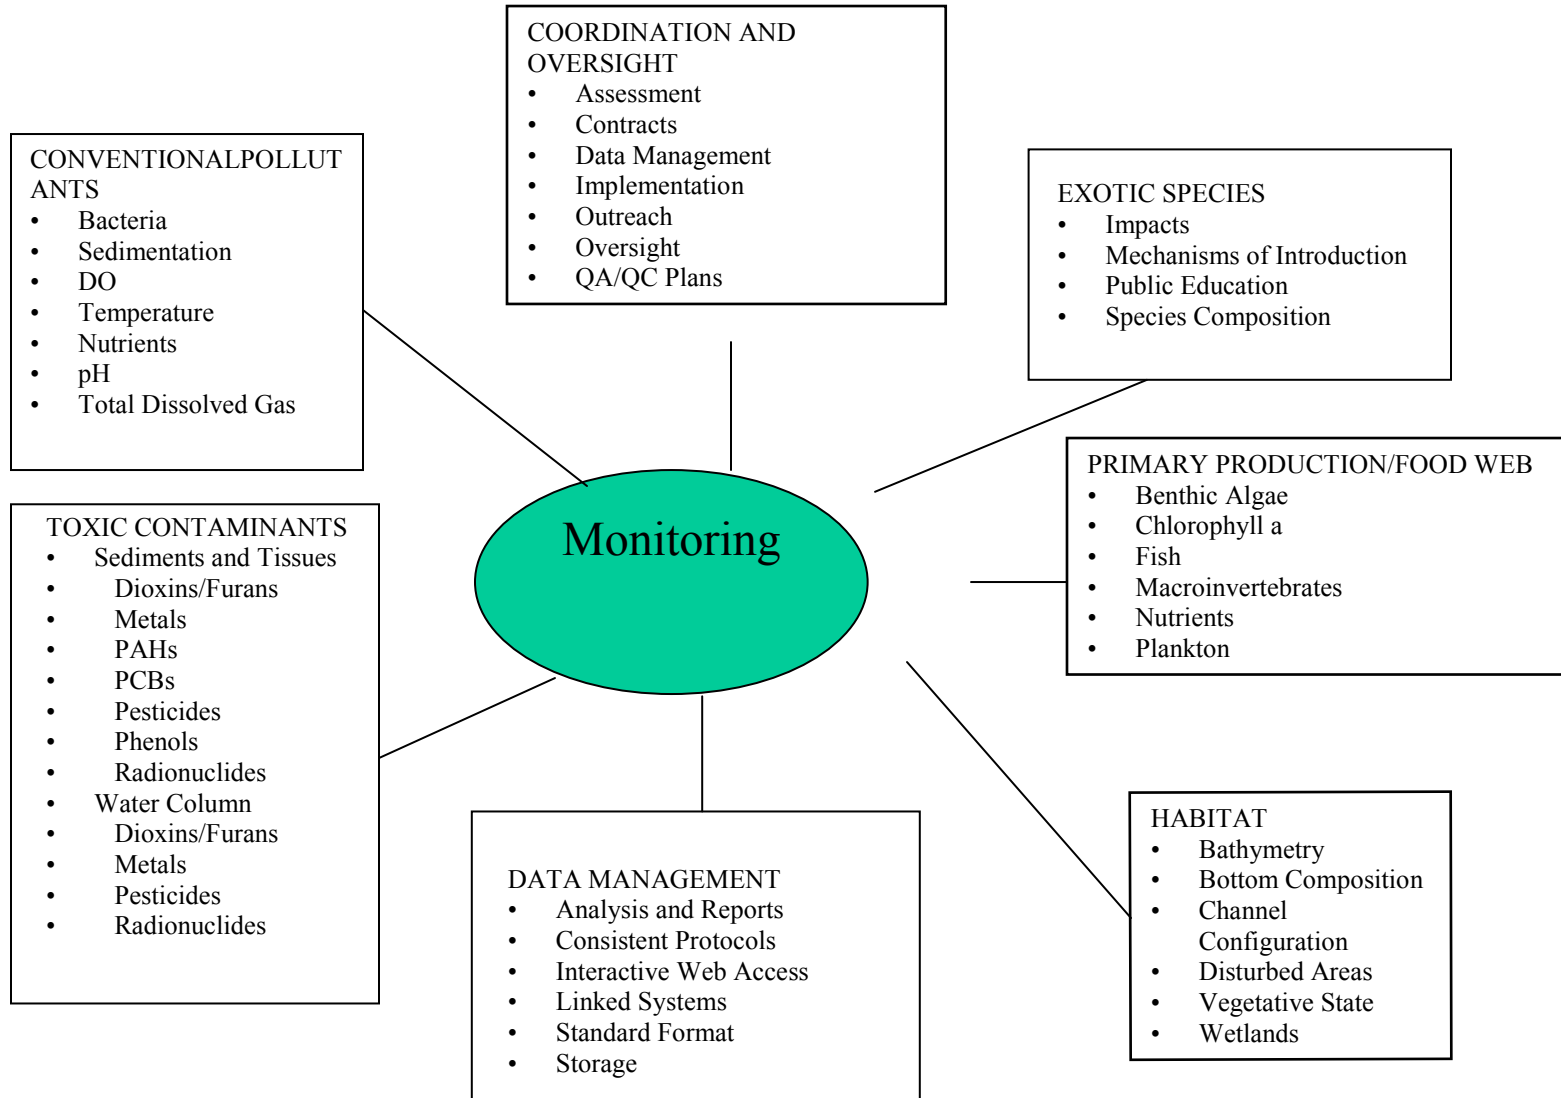 COORDINATION AND
OVERSIGHT
• Assessment
• Contracts
• Data Management
• Implementation
• Outreach
• Oversight
• QA/QC Plans
CONVENTIONALPOLLUT
ANTS
• Bacteria
• Sedimentation
• DO
• Temperature
• Nutrients
• pH
• Total Dissolved Gas
EXOTIC SPECIES
• Impacts
• Mechanisms of Introduction
• Public Education
• Species Composition
PRIMARY PRODUCTION/FOOD WEB
• Benthic Algae
• Chlorophyll a
• Fish
• Macroinvertebrates
• Nutrients
• Plankton
Monitoring
TOXIC CONTAMINANTS
• Sediments and Tissues
• Dioxins/Furans
• Metals
• PAHs
• PCBs
• Pesticides
• Phenols
• Radionuclides
• Water Column
• Dioxins/Furans
• Metals
• Pesticides
• Radionuclides
DATA MANAGEMENT
• Analysis and Reports
• Consistent Protocols
• Interactive Web Access
• Linked Systems
• Standard Format
• Storage
HABITAT
• Bathymetry
• Bottom Composition
• Channel
Configuration
• Disturbed Areas
• Vegetative State
• Wetlands